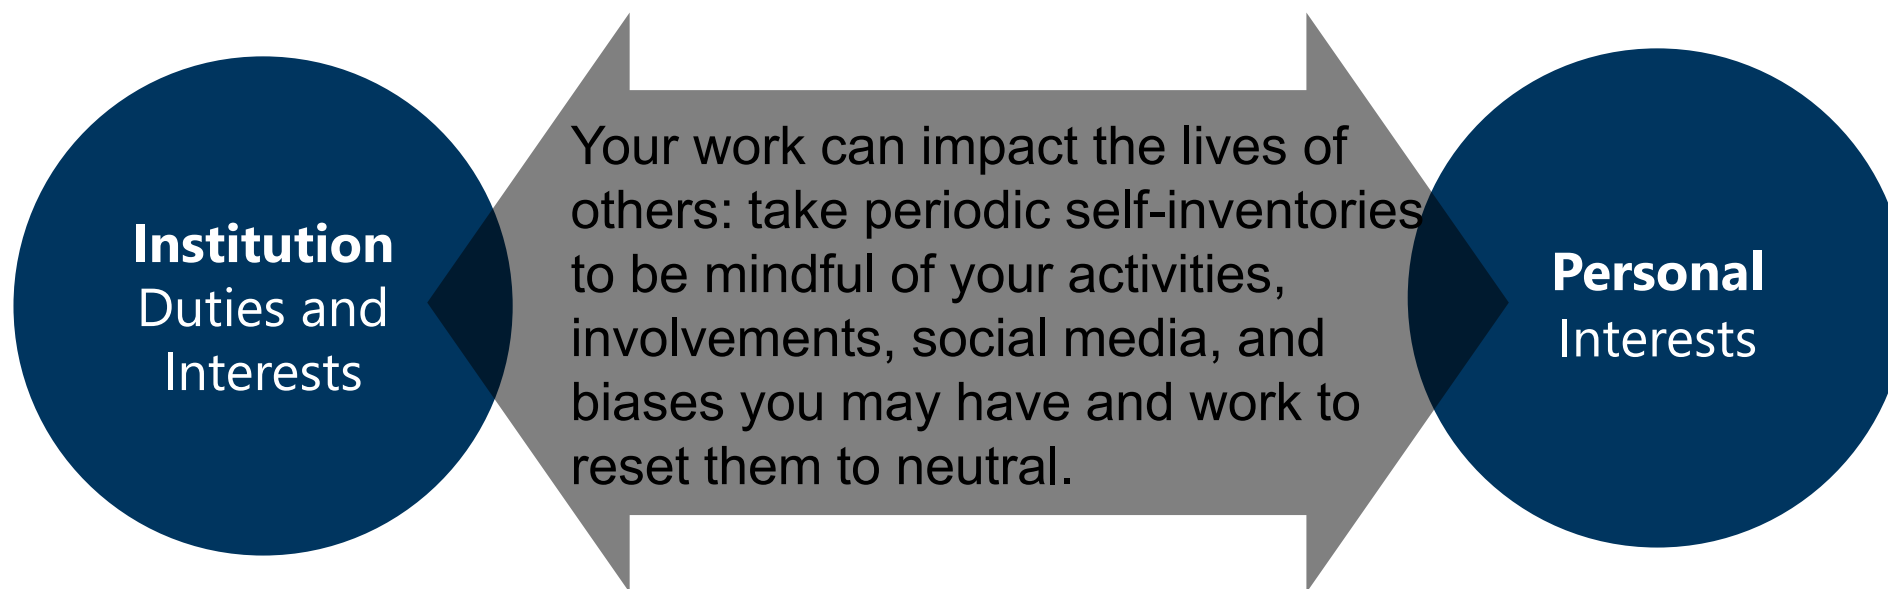 Institution
Duties and
Interests
Your work can impact the lives of
others: take periodic self-inventories
to be mindful of your activities,
involvements, social media, and
biases you may have and work to
reset them to neutral.
Personal
Interests